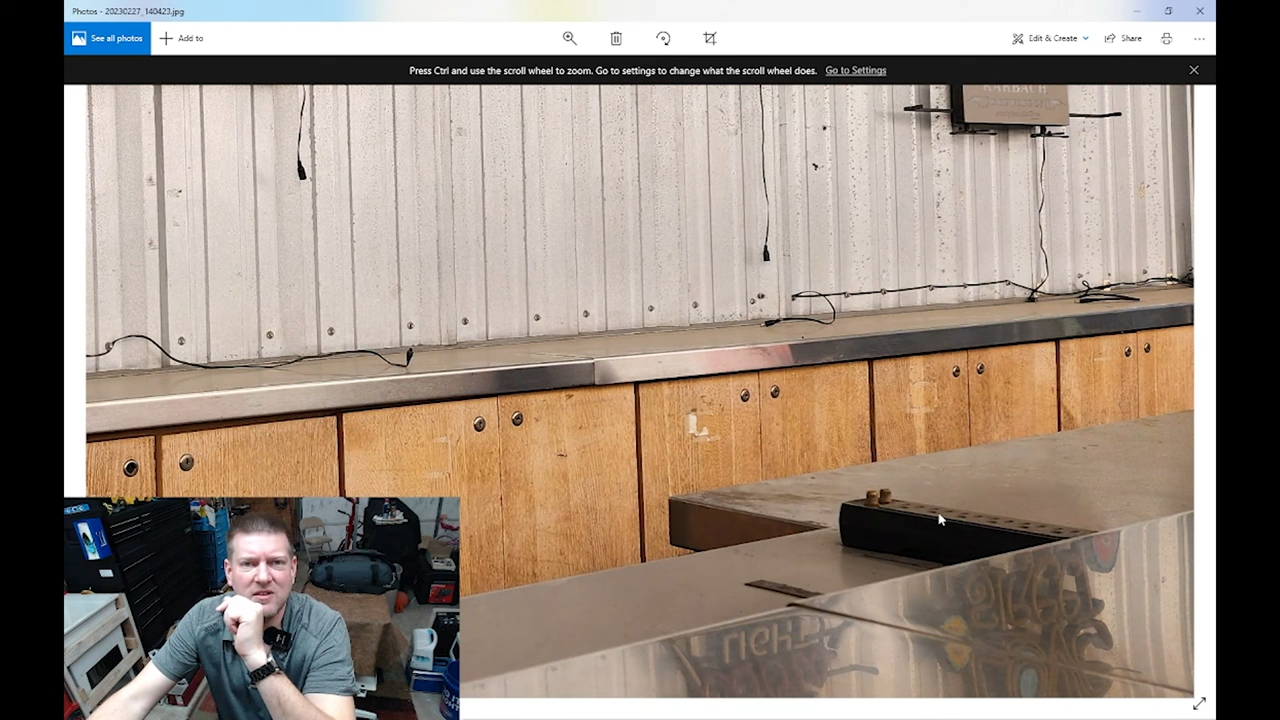 Photos - 20230227_140423.jpg
See all photos
Add to
Edit & Create
Share
Press Ctrl and use the scroll wheel to zoom. Go to settings to change what the scroll wheel does. Go to Settings
KARBACH